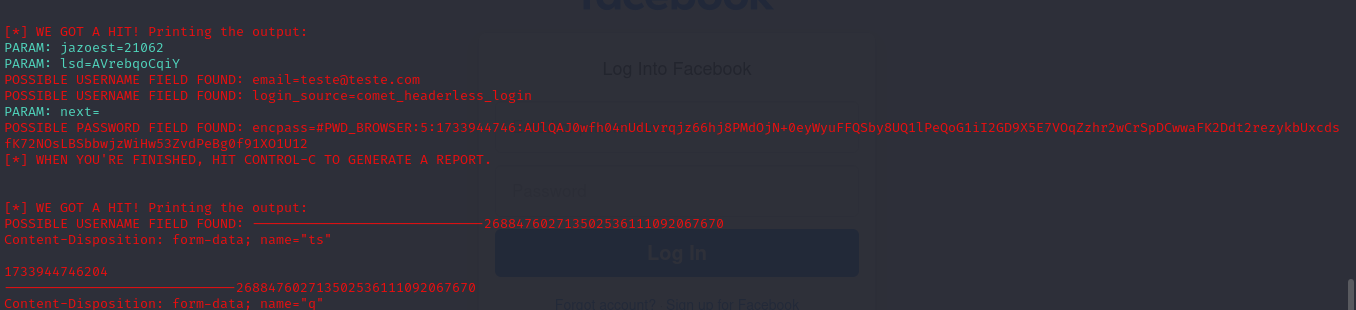 facebook
[*] WE GOT A HIT! Printing the output:
PARAM: jazoest=21062
PARAM: lsd=AVrebqoCqiY
POSSIBLE USERNAME FIELD FOUND: email=teste@teste.com
Log Into Facebook
POSSIBLE USERNAME FIELD FOUND: login_source=comet_headerless_login
PARAM: next=
POSSIBLE PASSWORD FIELD FOUND: encpass=#PWD_BROWSER:5:1733944746:AUlQAJ0wfh04nUdLvrqjz66hj8PMdOjN+0eyWyuFFQSby8UQ1lPeQoG1iI2GD9X5E7VOqZzhr2wCrSpDCwwaFK2Ddt2rezykbUxcds
fK72NOsLBSbbwjzWiHw53ZvdPeBg0f91XO1U12
[*] WHEN YOU'RE FINISHED, HIT CONTROL-C TO GENERATE A REPORT.
Password
[*] WE GOT A HIT! Printing the output:
POSSIBLE USERNAME FIELD FOUND: -----------------------------268847602713502536111092067670
Content-Disposition: form-data; name="ts"
Log In
1733944746204
-----------------------------268847602713502536111092067670
Content-Disposition: form-data; name="q"
Forgot account? Sign up for Facebook